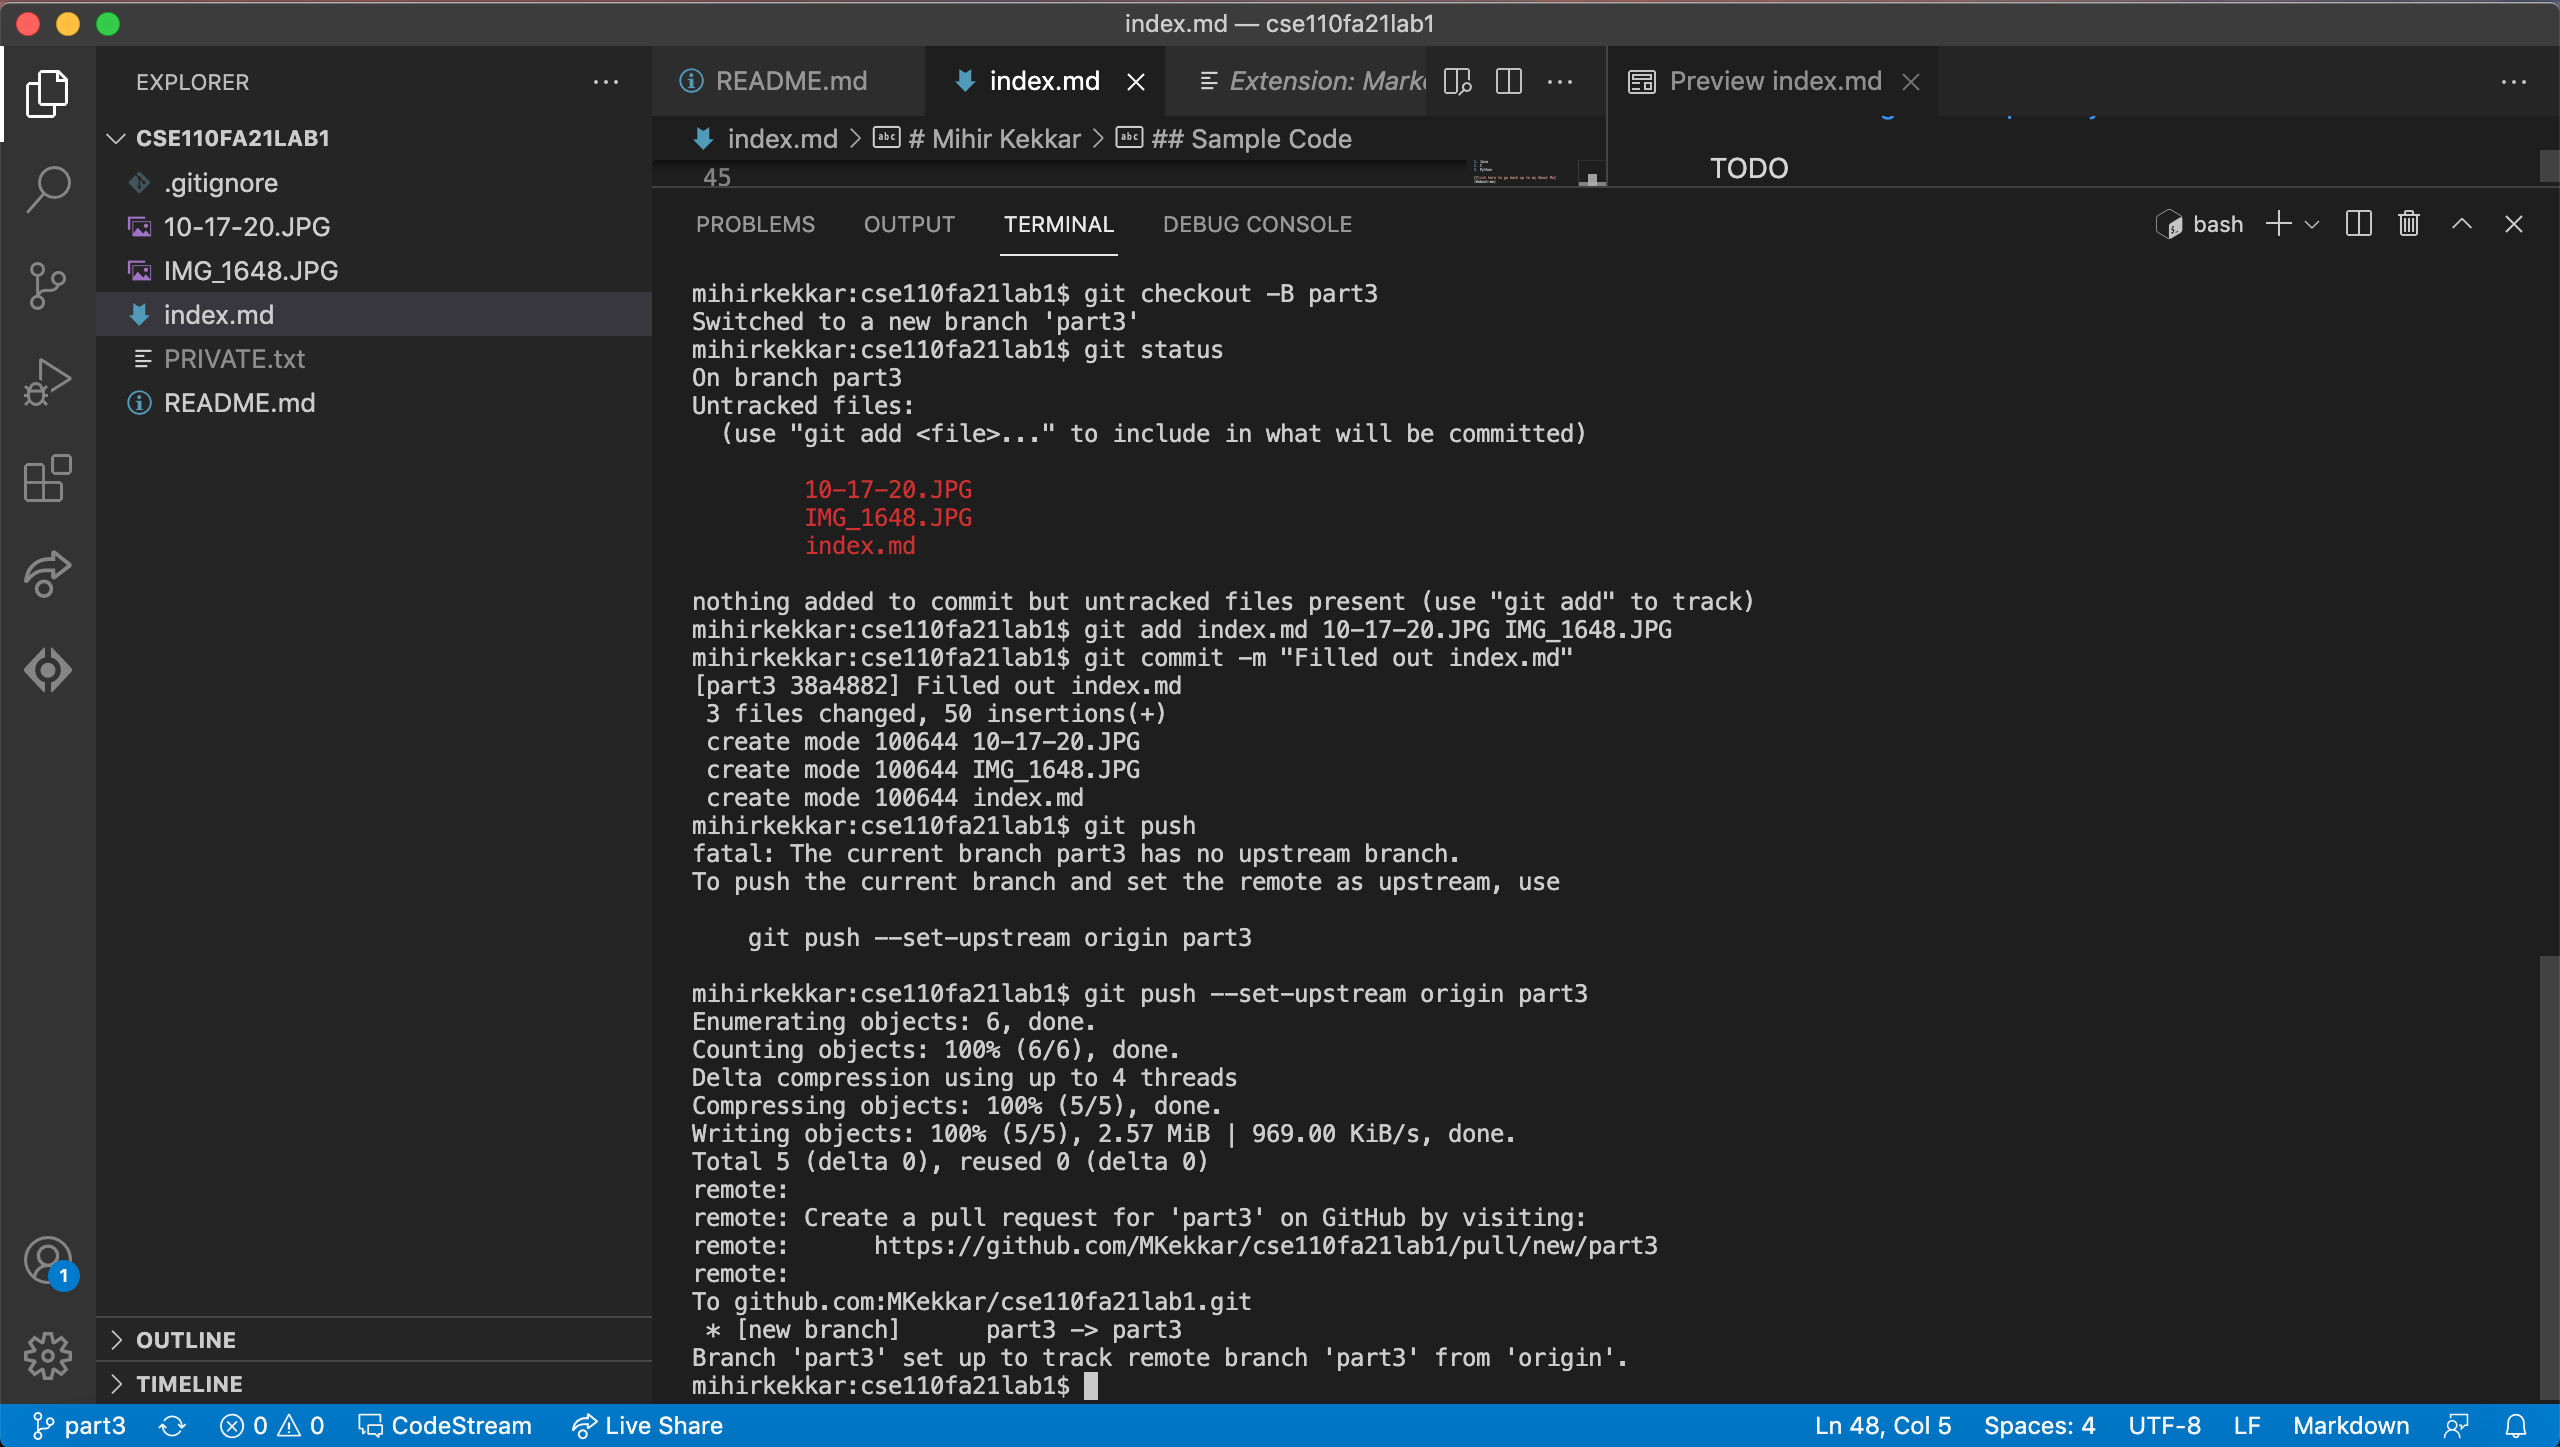 index.md — cse110fa21lab1
EXPLORER
CSE110FA21LAB1
.gitignore
10-17-20.JPG
IMG_1648.JPG
index.md
PRIVATE.txt
README.md
OUTLINE
TIMELINE
README.md
index.md
Extension: Mark
Preview index.md
index.md > # Mihir Kekkar > ## Sample Code
45
TODO
PROBLEMS OUTPUT TERMINAL DEBUG CONSOLE
bash
mihirkekkar:cse110fa21lab1$ git checkout -B part3
Switched to a new branch 'part3'
mihirkekkar:cse110fa21lab1$ git status
On branch part3
Untracked files:
  (use "git add <file>..." to include in what will be committed)
        10-17-20.JPG
        IMG_1648.JPG
        index.md
nothing added to commit but untracked files present (use "git add" to track)
mihirkekkar:cse110fa21lab1$ git add index.md 10-17-20.JPG IMG_1648.JPG
mihirkekkar:cse110fa21lab1$ git commit -m "Filled out index.md"
[part3 38a4882] Filled out index.md
 3 files changed, 50 insertions(+)
 create mode 100644 10-17-20.JPG
 create mode 100644 IMG_1648.JPG
 create mode 100644 index.md
mihirkekkar:cse110fa21lab1$ git push
fatal: The current branch part3 has no upstream branch.
To push the current branch and set the remote as upstream, use
    git push --set-upstream origin part3
mihirkekkar:cse110fa21lab1$ git push --set-upstream origin part3
Enumerating objects: 6, done.
Counting objects: 100% (6/6), done.
Delta compression using up to 4 threads
Compressing objects: 100% (5/5), done.
Writing objects: 100% (5/5), 2.57 MiB | 969.00 KiB/s, done.
Total 5 (delta 0), reused 0 (delta 0)
remote:
remote: Create a pull request for 'part3' on GitHub by visiting:
remote:      https://github.com/MKekkar/cse110fa21lab1/pull/new/part3
remote:
To github.com:MKekkar/cse110fa21lab1.git
 * [new branch]      part3 -> part3
Branch 'part3' set up to track remote branch 'part3' from 'origin'.
mihirkekkar:cse110fa21lab1$
1
part3 0 0 CodeStream Live Share Ln 48, Col 5 Spaces: 4 UTF-8 LF Markdown